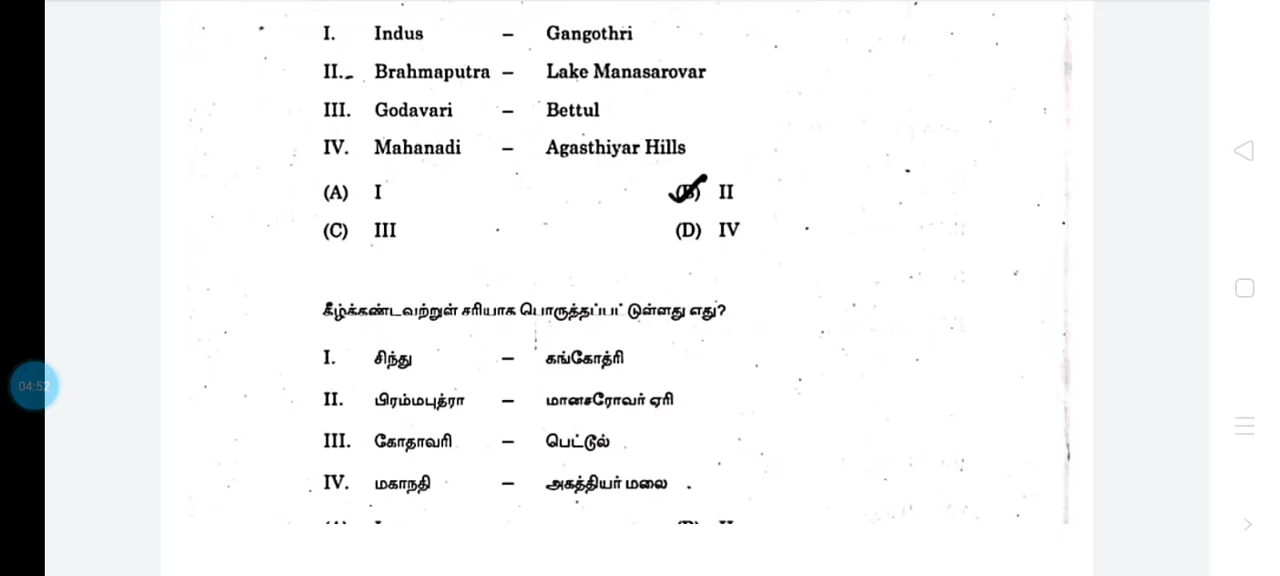 I. Indus – Gangothri
II. Brahmaputra – Lake Manasarovar
III. Godavari – Bettul
IV. Mahanadi – Agasthiyar Hills
(A) I (B) II
(C) III (D) IV
கீழ்க்கண்டவற்றுள் சரியாக பொருத்தப்பட்டுள்ளது எது?
I. சிந்து – கங்கோத்ரி
II. பிரம்மபுத்ரா – மானசரோவர் ஏரி
III. கோதாவரி – பெட்டூல்
IV. மகாநதி – அகத்தியர் மலை
04:52